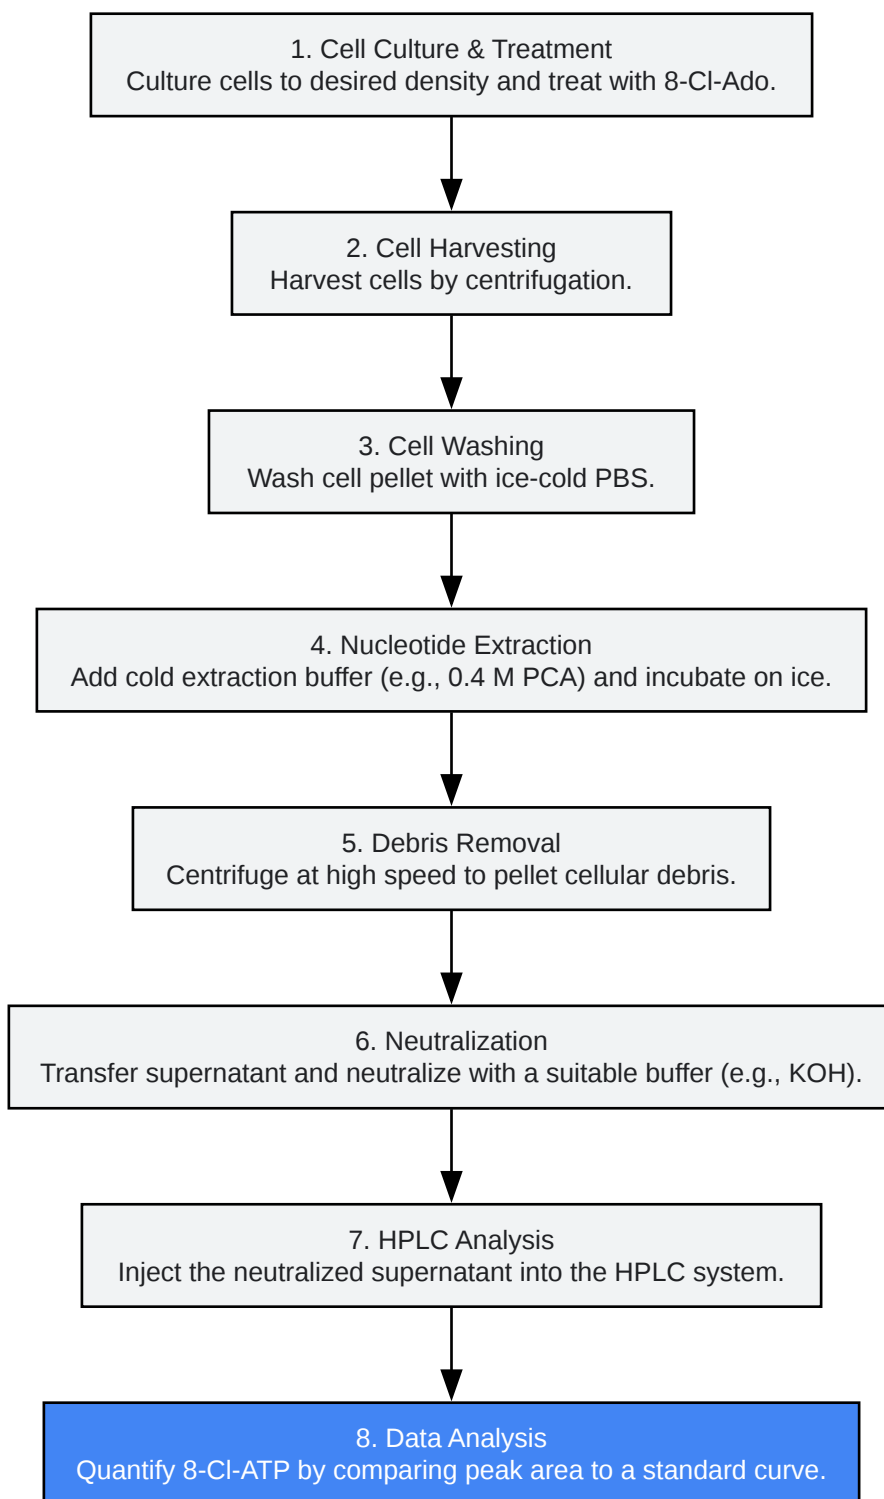 1. Cell Culture & Treatment
Culture cells to desired density and treat with 8-Cl-Ado.
2. Cell Harvesting
Harvest cells by centrifugation.
3. Cell Washing
Wash cell pellet with ice-cold PBS.
4. Nucleotide Extraction
Add cold extraction buffer (e.g., 0.4 M PCA) and incubate on ice.
5. Debris Removal
Centrifuge at high speed to pellet cellular debris.
6. Neutralization
Transfer supernatant and neutralize with a suitable buffer (e.g., KOH).
7. HPLC Analysis
Inject the neutralized supernatant into the HPLC system.
8. Data Analysis
Quantify 8-Cl-ATP by comparing peak area to a standard curve.